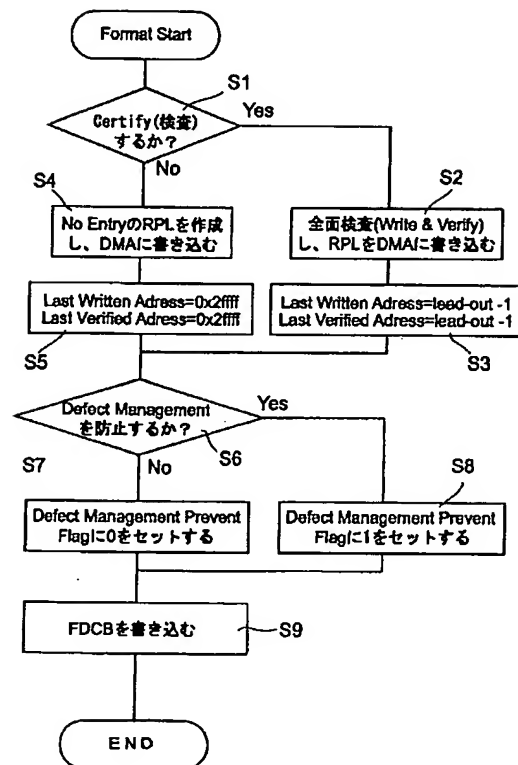 Format Start
S1
Certify(検査)
するか？
Yes
No
S4
No EntryのRPLを作成
し、DMAに書き込む
S2
全面検査(Write & Verify)
し、RPLをDMAに書き込む
Last Written Adress=0x2ffff
Last Verified Adress=0x2ffff
S5
Last Written Adress=lead-out -1
Last Verified Adress=lead-out -1
S3
Defect Management
を防止するか？
Yes
S6
S7
No
Defect Management Prevent
Flagに0をセットする
S8
Defect Management Prevent
Flagに1をセットする
FDCBを書き込む
S9
END